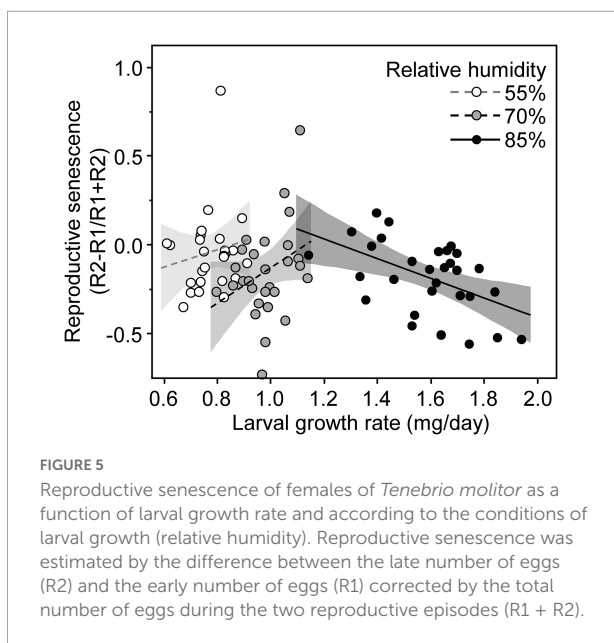 Relative humidity
55%
70%
85%
Reproductive senescence
(R2-R1/R1+R2)
1.0
0.5
0.0
-0.5
0.6 0.8 1.0 1.2 1.4 1.6 1.8 2.0
Larval growth rate (mg/day)
FIGURE 5
Reproductive senescence of females of Tenebrio molitor as a
function of larval growth rate and according to the conditions of
larval growth (relative humidity). Reproductive senescence was
estimated by the difference between the late number of eggs
(R2) and the early number of eggs (R1) corrected by the total
number of eggs during the two reproductive episodes (R1 + R2).